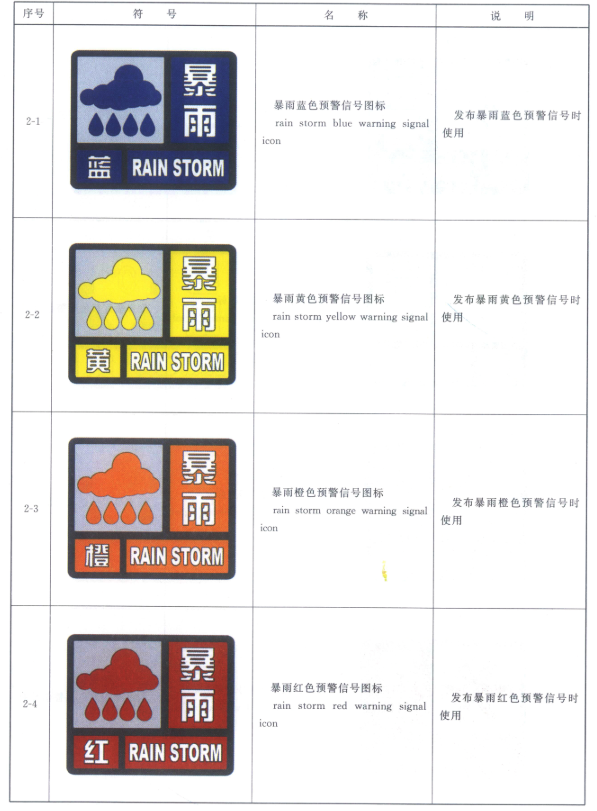 序号 符 号 名 称 说 明
2-1
暴
雨
蓝 RAIN STORM
暴雨蓝色预警信号图标
rain storm blue warning signal
icon
发布暴雨蓝色预警信号时
使用
2-2
暴
雨
黄 RAIN STORM
暴雨黄色预警信号图标
rain storm yellow warning signal
icon
发布暴雨黄色预警信号时
使用
2-3
暴
雨
橙 RAIN STORM
暴雨橙色预警信号图标
rain storm orange warning signal
icon
发布暴雨橙色预警信号时
使用
2-4
暴
雨
红 RAIN STORM
暴雨红色预警信号图标
rain storm red warning signal
icon
发布暴雨红色预警信号时
使用